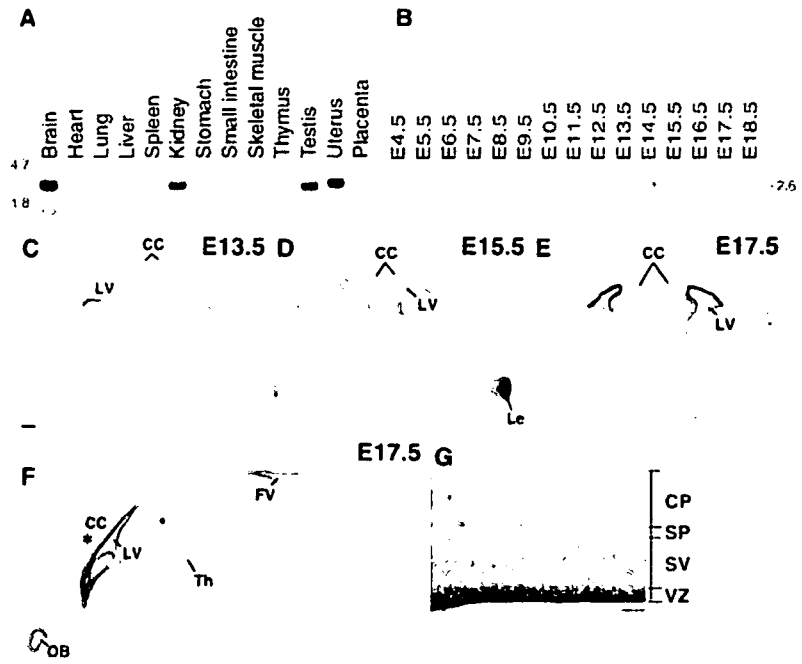 A
B
Brain
Heart
Lung
Liver
Spleen
Kidney
Stomach
Small intestine
Skeletal muscle
Thymus
Testis
Uterus
Placenta
E4.5
E5.5
E6.5
E7.5
E8.5
E9.5
E10.5
E11.5
E12.5
E13.5
E14.5
E15.5
E16.5
E17.5
E18.5
4.7
1.8
2.6
C
CC
E13.5
LV
D
CC
E15.5
LV
E
CC
E17.5
LV
Le
F
E17.5
FV
CC
*
LV
Th
OB
G
CP
SP
SV
VZ